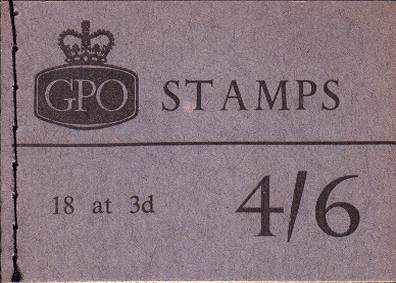 GPO STAMPS
18 at 3d 4/6